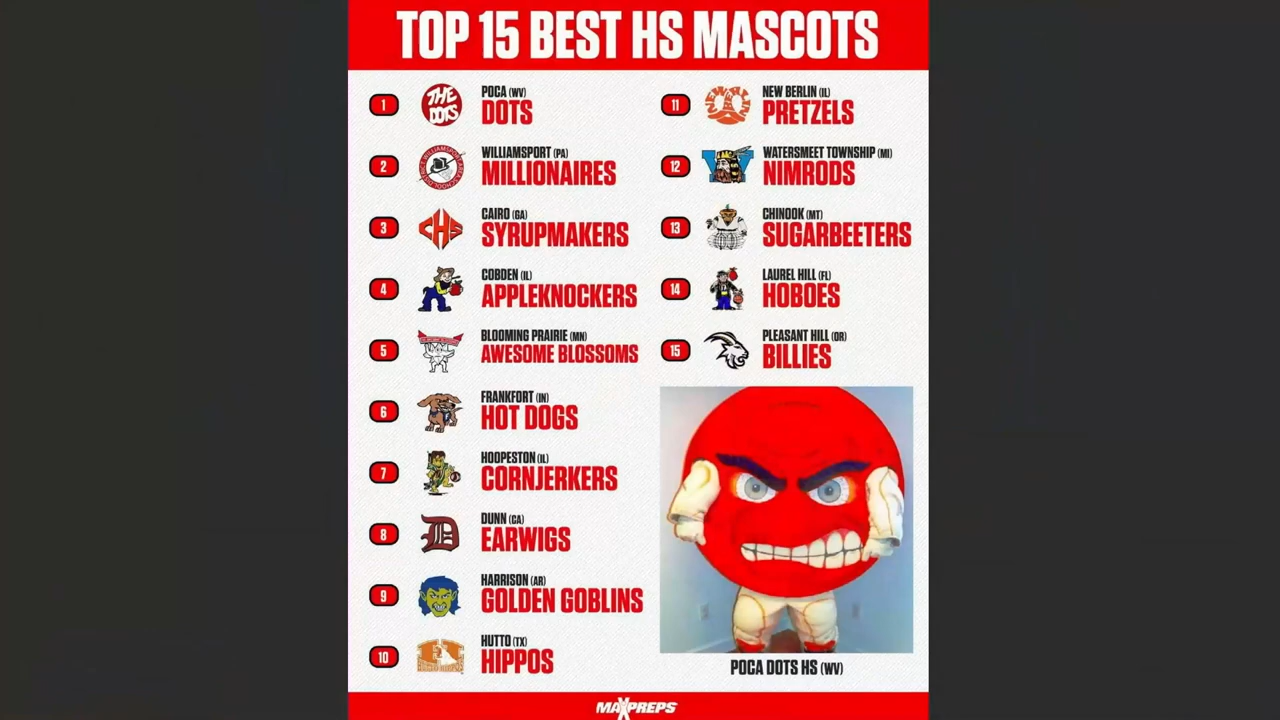 TOP 15 BEST HS MASCOTS
1
THE DOTS
POCA (WV)
DOTS
2
WILLIAMSPORT (PA)
MILLIONAIRES
3
CHS
CAIRO (GA)
SYRUPMAKERS
4
COBDEN (IL)
APPLEKNOCKERS
5
BLOOMING PRAIRIE (MN)
AWESOME BLOSSOMS
6
FRANKFORT (IN)
HOT DOGS
7
HOOPESTON (IL)
CORNJERKERS
8
D
DUNN (CA)
EARWIGS
9
HARRISON (AR)
GOLDEN GOBLINS
10
HUTTO (TX)
HIPPOS
11
NEW BERLIN (IL)
PRETZELS
12
WATERSMEET TOWNSHIP (MI)
NIMRODS
13
CHINOOK (MT)
SUGARBEETERS
14
LAUREL HILL (FL)
HOBOES
15
PLEASANT HILL (OR)
BILLIES
POCA DOTS HS (WV)
MAXPREPS